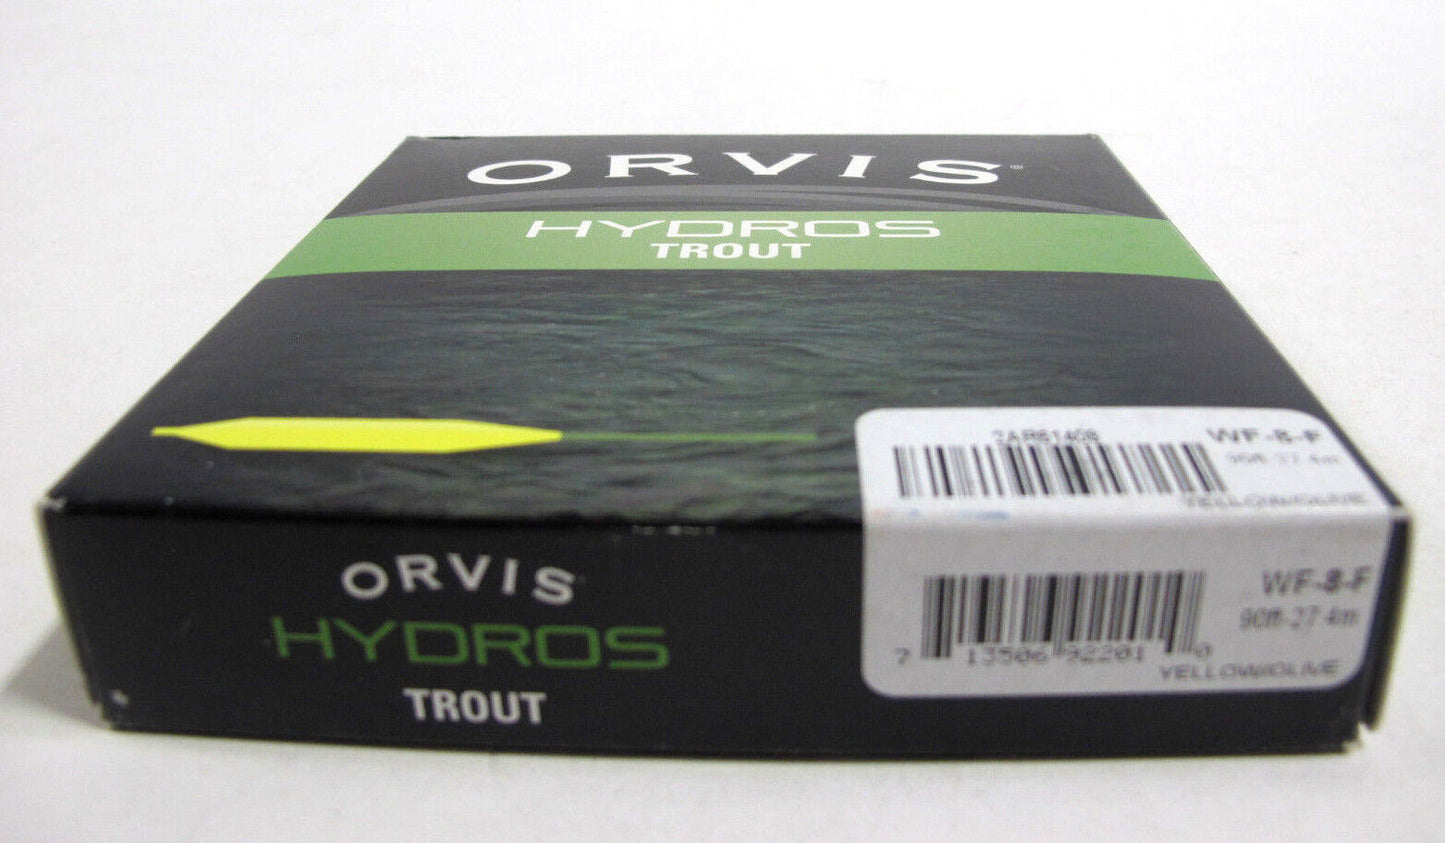 ORVIS®
HYDROS
TROUT
2AR61408
WF-8-F
90ft-27.4m
YELLOW/OLIVE
ORVIS
HYDROS
TROUT
WF-8-F
90ft-27.4m
7 13506 92201 0
YELLOW/OLIVE